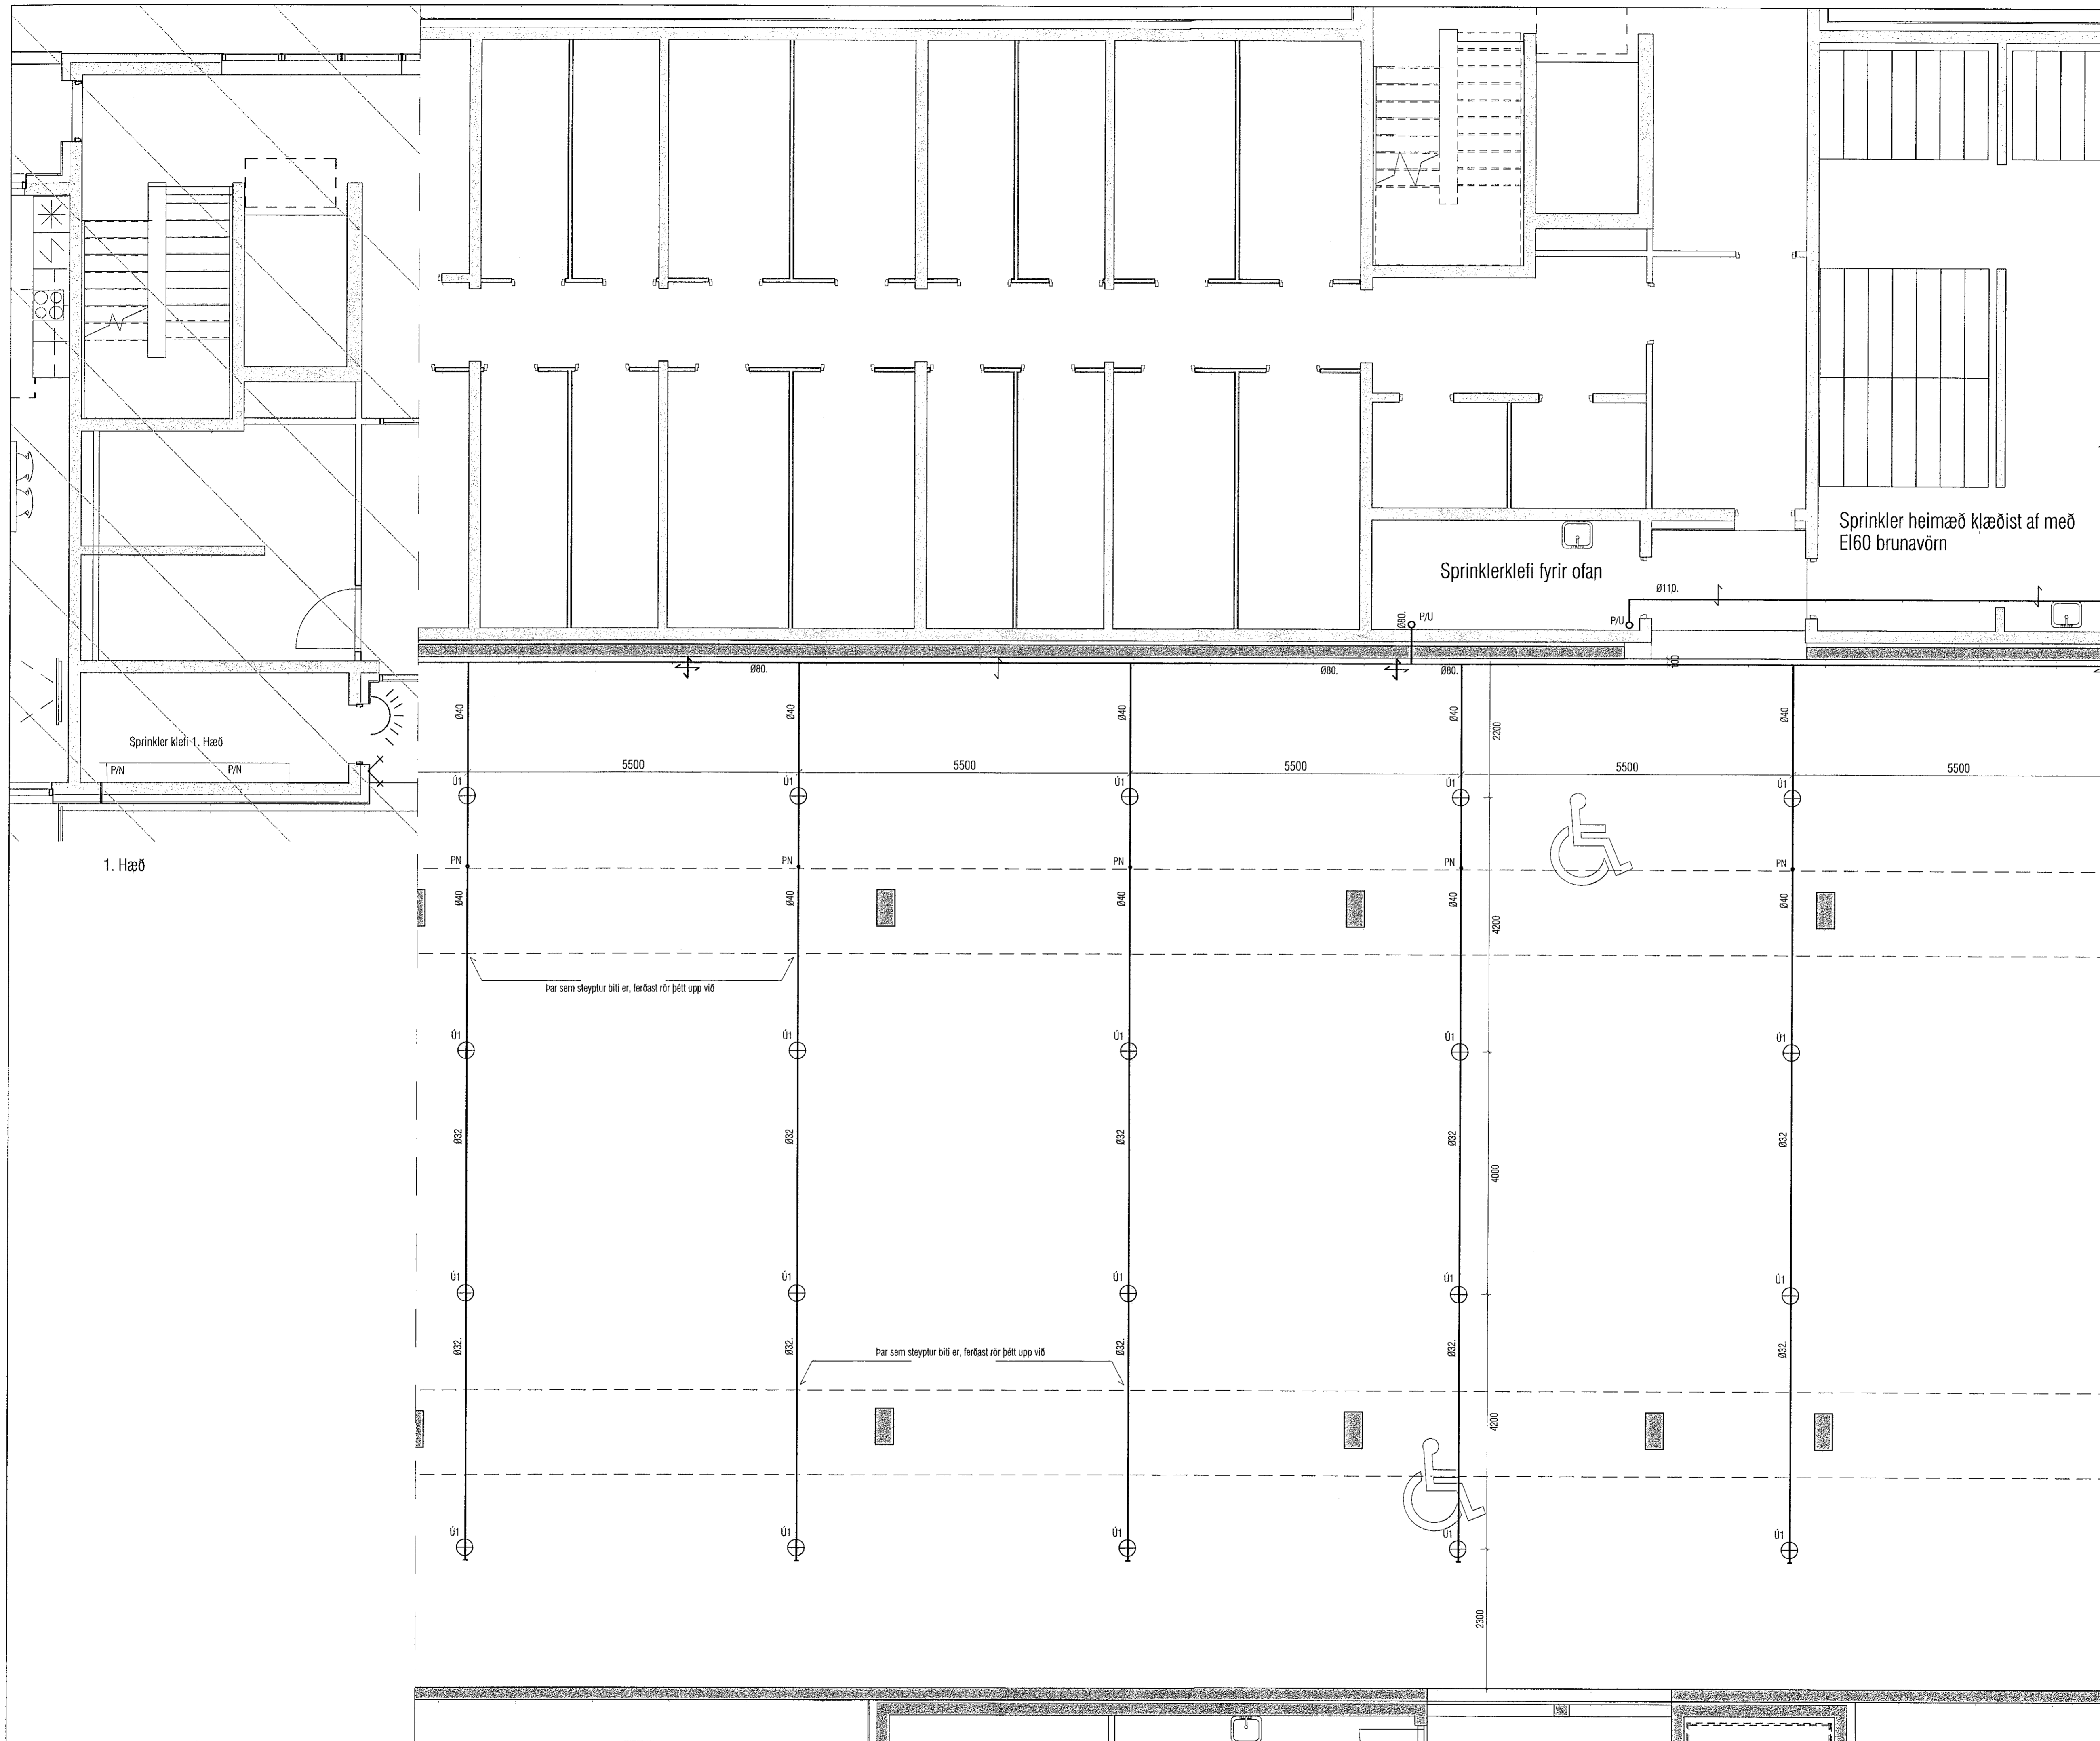 Sprinkler heimæð klæðist af með
EI60 brunavörn
Sprinklerklefi fyrir ofan
Ø110.
Ø80.
P/U
P/U
Ø80.
Ø80.
Ø80.
100
Ø40
Ø40
Ø40
Ø40
Ø40
2200
Sprinkler klefi 1. Hæð
P/N
P/N
5500
5500
5500
5500
5500
Ú1
Ú1
Ú1
Ú1
Ú1
1. Hæð
PN
PN
PN
PN
PN
Ø40
Ø40
Ø40
Ø40
Ø40
4200
Þar sem steyptur biti er, ferðast rör þétt upp við
Ú1
Ú1
Ú1
Ú1
Ú1
Ø32
Ø32
Ø32
Ø32
Ø32
4000
Ú1
Ú1
Ú1
Ú1
Ú1
Ø32.
Ø32.
Ø32.
Ø32.
Ø32.
Þar sem steyptur biti er, ferðast rör þétt upp við
4200
Ú1
Ú1
Ú1
Ú1
Ú1
2300